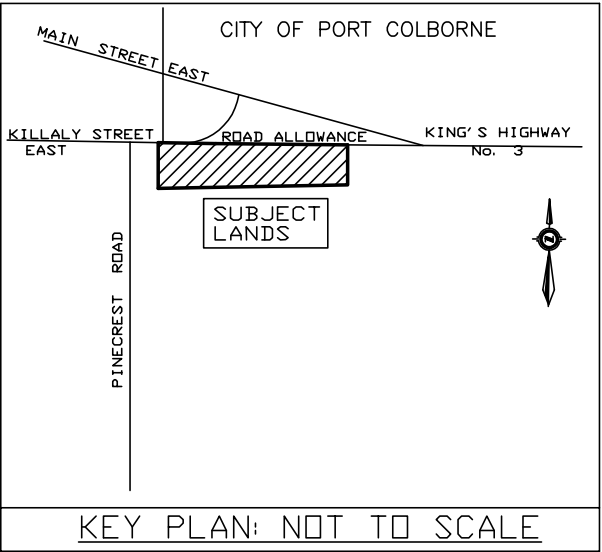 CITY OF PORT COLBORNE
MAIN STREET EAST
KILLALY STREET
EAST
ROAD ALLOWANCE
KING'S HIGHWAY
No. 3
SUBJECT
LANDS
N
PINECREST ROAD
KEY PLAN: NOT TO SCALE